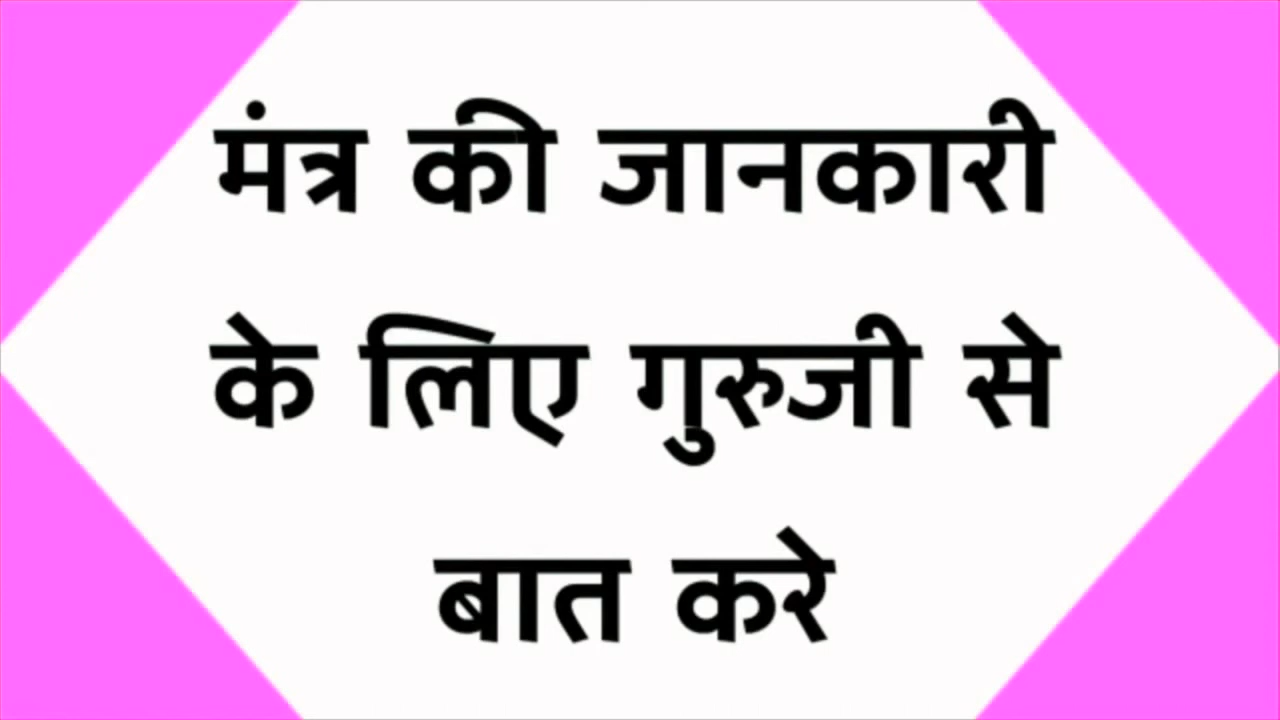 मंत्र की जानकारी
के लिए गुरुजी से
बात करे